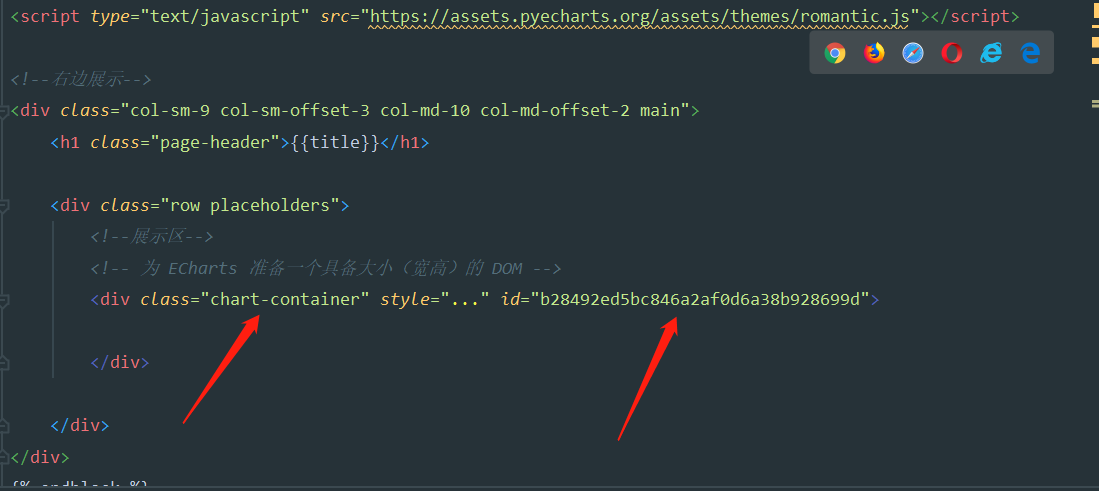 <script type="text/javascript" src="https://assets.pyecharts.org/assets/themes/romantic.js"></script>
<!--右边展示-->
<div class="col-sm-9 col-sm-offset-3 col-md-10 col-md-offset-2 main">
<h1 class="page-header">{{title}}</h1>
<div class="row placeholders">
<!--展示区-->
<!-- 为 ECharts 准备一个具备大小（宽高）的 DOM -->
<div class="chart-container" style="..." id="b28492ed5bc846a2af0d6a38b928699d">
</div>
</div>
</div>
{% endblock %}